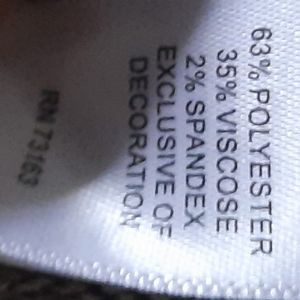 63% POLYESTER
35% VISCOSE
2% SPANDEX
EXCLUSIVE OF
DECORATION
RN 73163